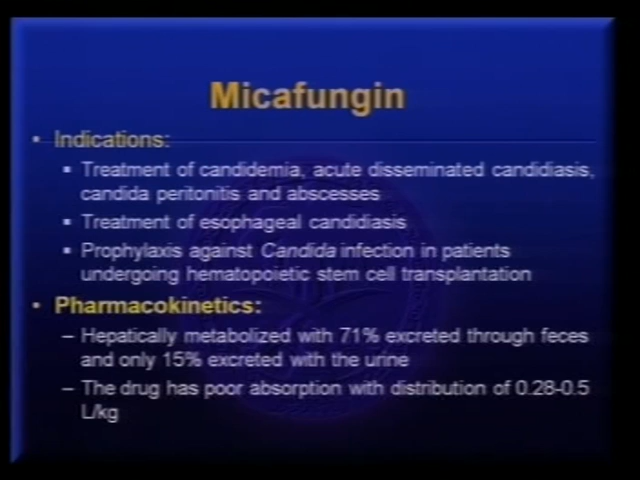 Micafungin
• Indications:
▪ Treatment of candidemia, acute disseminated candidiasis,
candida peritonitis and abscesses
▪ Treatment of esophageal candidiasis
▪ Prophylaxis against Candida infection in patients
undergoing hematopoietic stem cell transplantation
• Pharmacokinetics:
– Hepatically metabolized with 71% excreted through feces
and only 15% excreted with the urine
– The drug has poor absorption with distribution of 0.28-0.5
L/kg